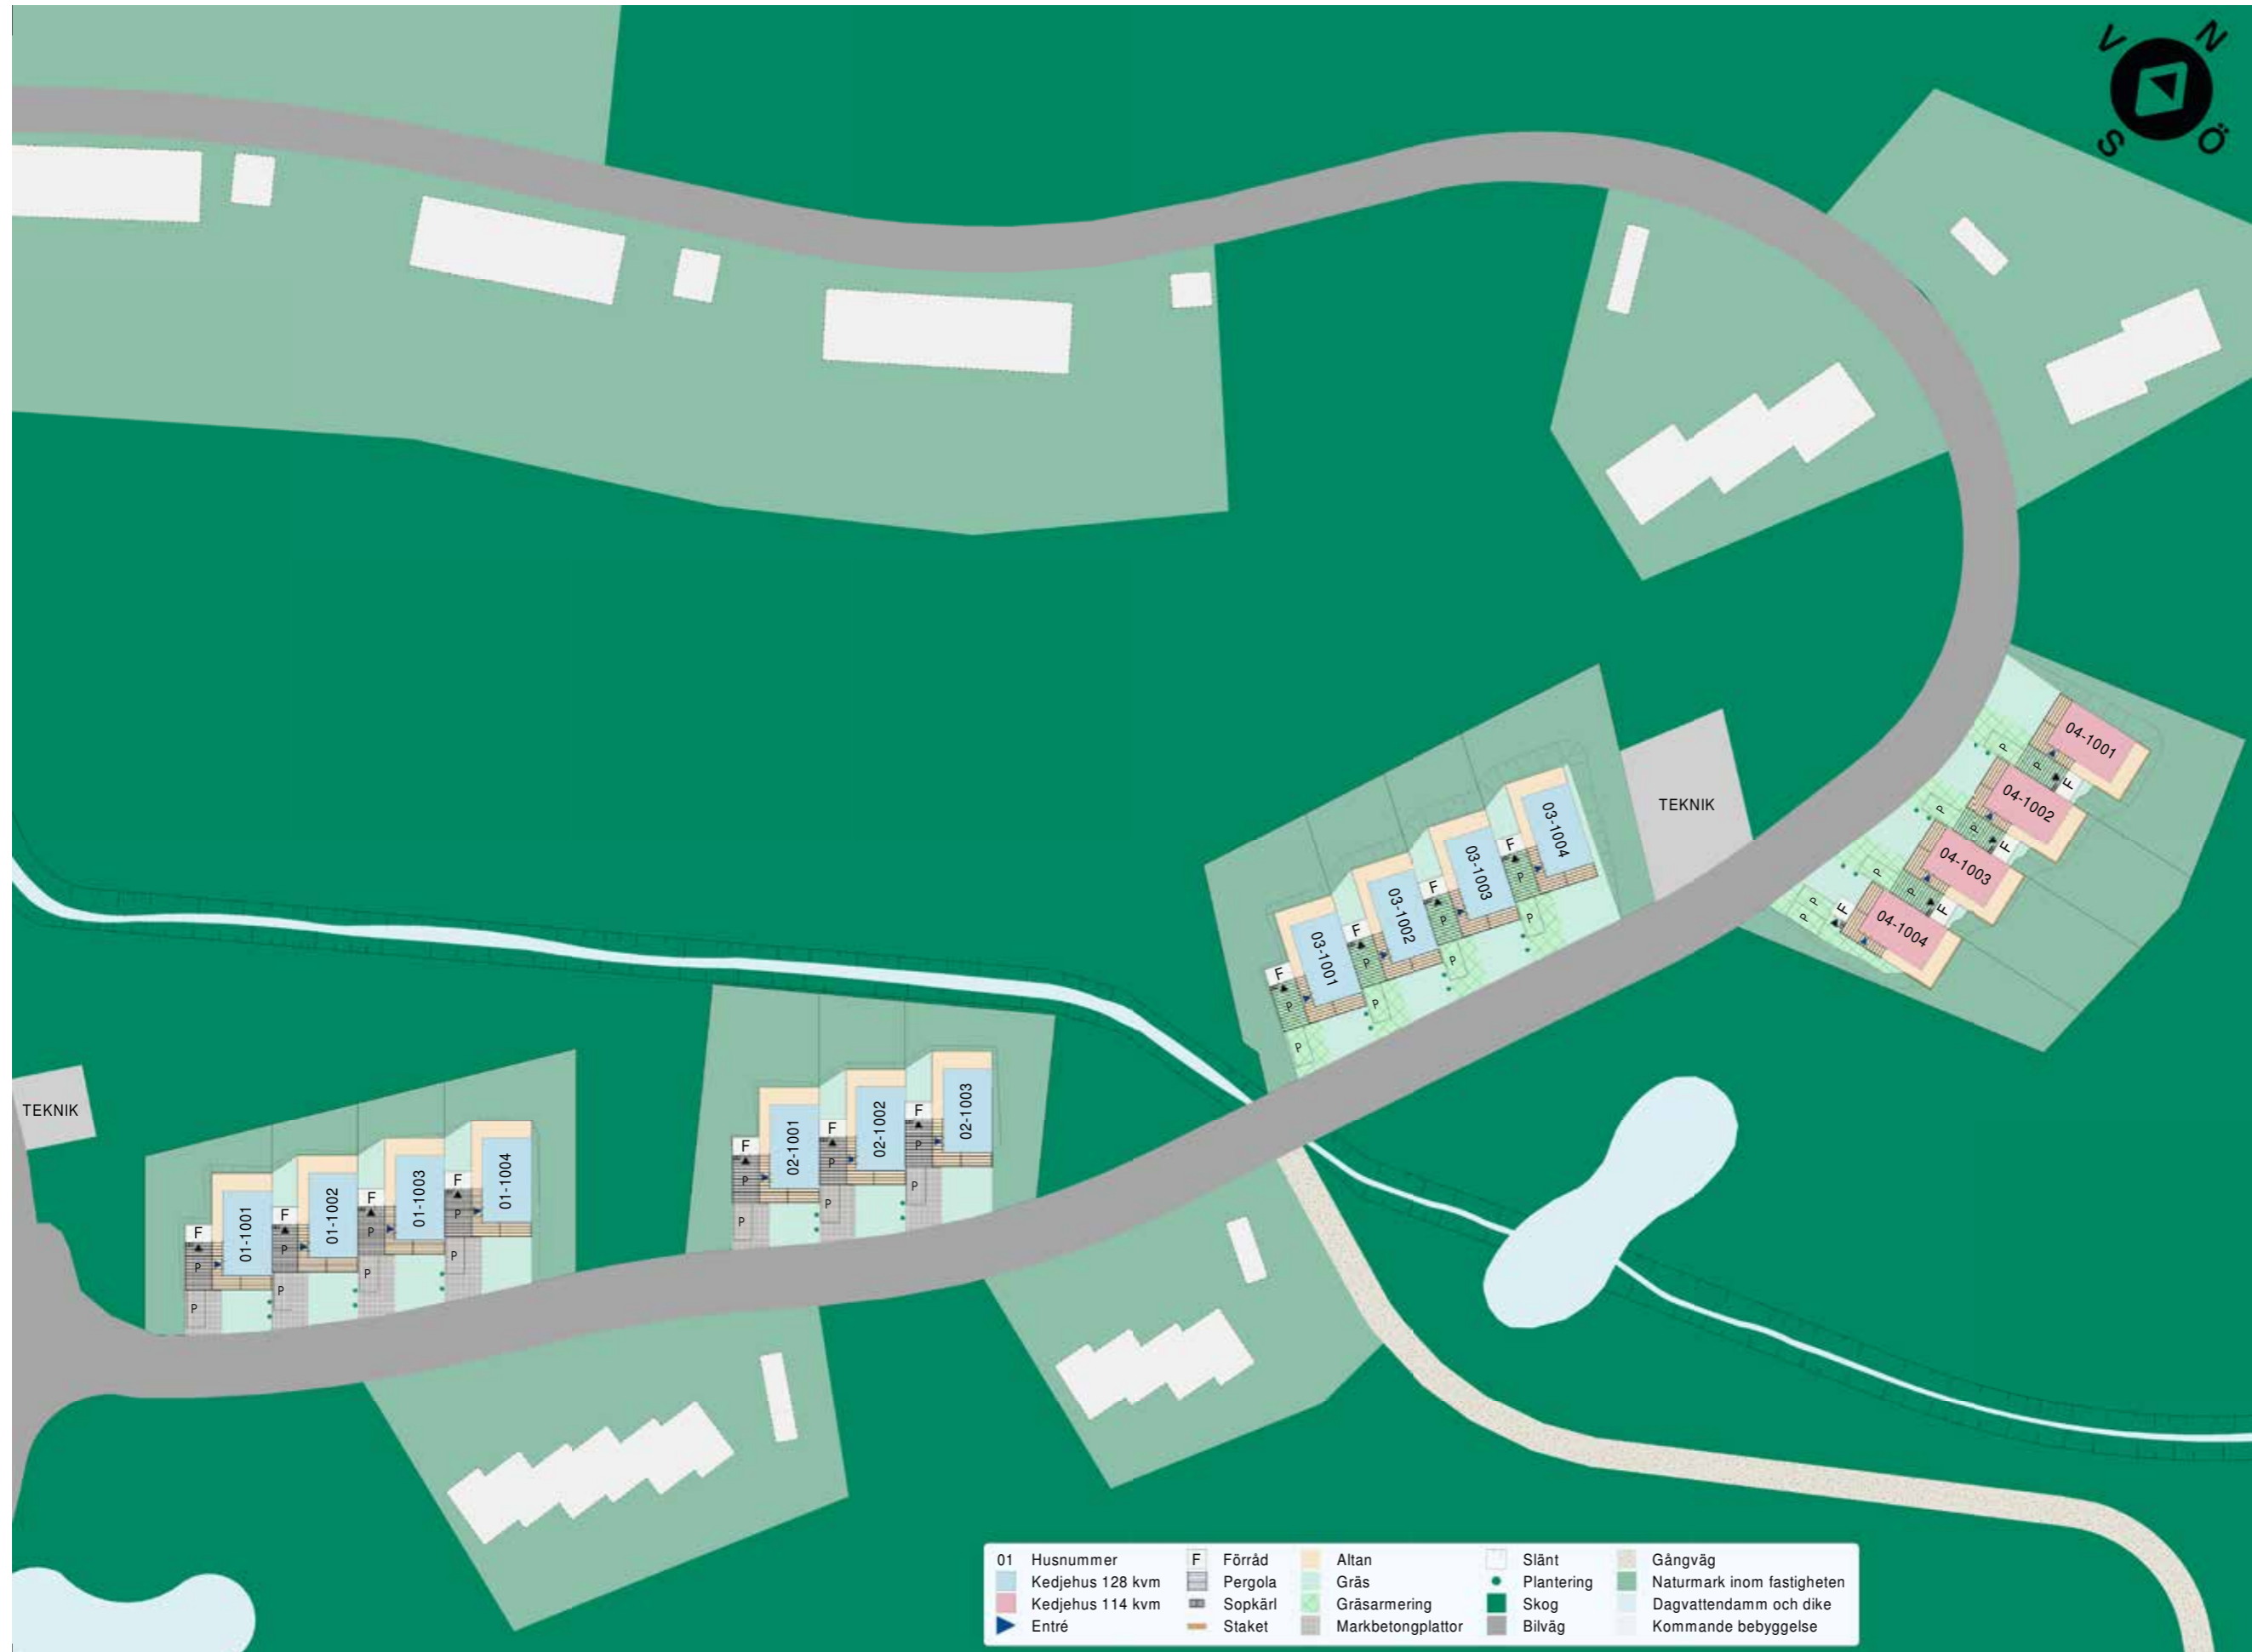 V N
S Ö
04-1001
P
P
F
04-1002
P
P
F
04-1003
P
P
F
04-1004
P
P
F
TEKNIK
03-1004
F
P
P
03-1003
F
P
P
03-1002
F
P
P
03-1001
F
P
P
02-1003
F
P
P
02-1002
F
P
P
02-1001
F
P
P
TEKNIK
01-1004
F
P
P
01-1003
F
P
P
01-1002
F
P
P
01-1001
F
P
P
01 Husnummer
Kedjehus 128 kvm
Kedjehus 114 kvm
Entré
F Förråd
Pergola
Sopkärl
Staket
Altan
Gräs
Gräsarmering
Markbetongplattor
Slänt
Plantering
Skog
Bilväg
Gångväg
Naturmark inom fastigheten
Dagvattendamm och dike
Kommande bebyggelse